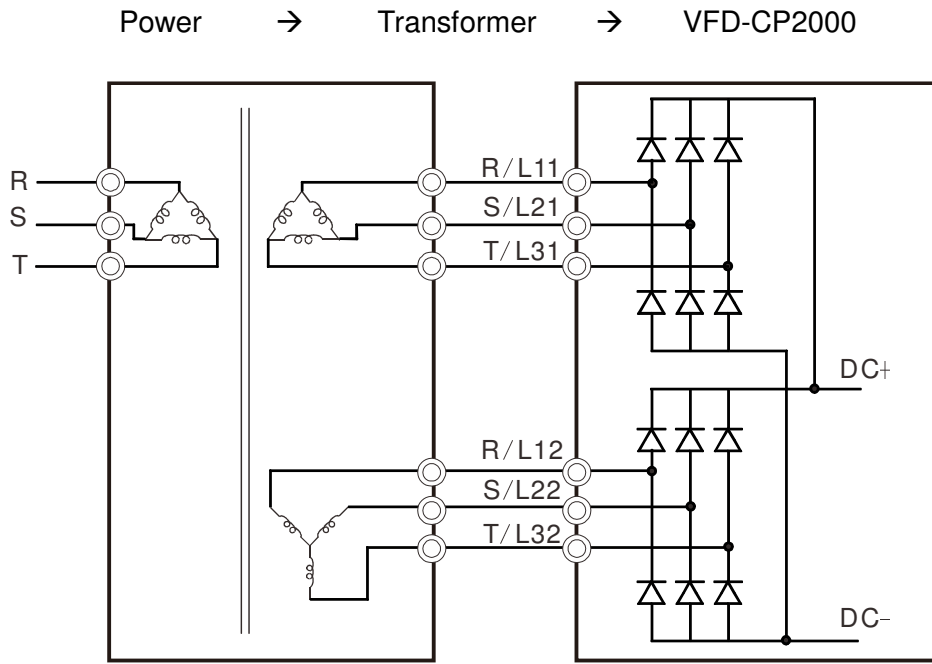 Power → Transformer → VFD-CP2000
R
S
T
R/L11
S/L21
T/L31
DC+
R/L12
S/L22
T/L32
DC-